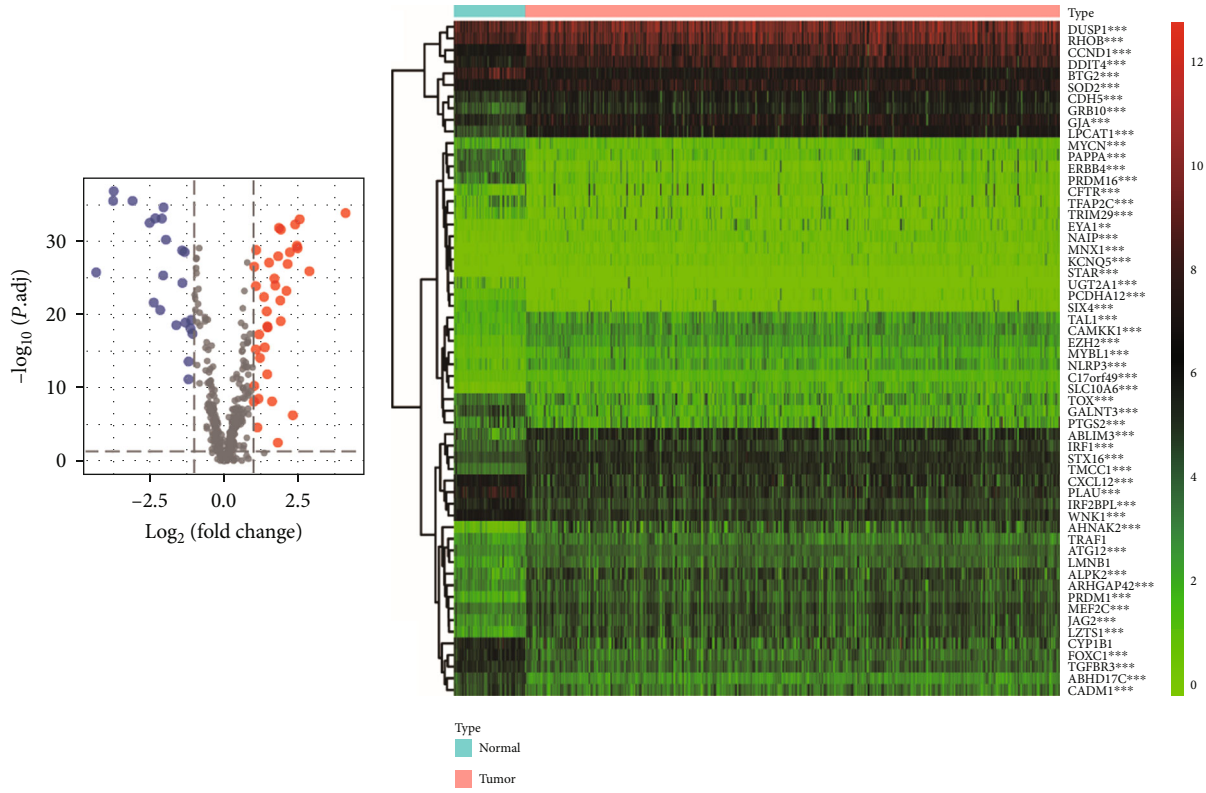 −log10 (P.adj)
30
20
10
0
−2.5
0.0
2.5
Log2 (fold change)
Type
DUSP1***
RHOB***
CCND1***
DDIT4***
BTG2***
SOD2***
CDH5***
GRB10***
GJA***
LPCAT1***
MYCN***
PAPPA***
ERBB4***
PRDM16***
CFTR***
TFAP2C***
TRIM29***
EYA1**
NAIP***
MNX1***
KCNQ5***
STAR***
UGT2A1***
PCDHA12***
SIX4***
TAL1***
CAMKK1***
EZH2***
MYBL1***
NLRP3***
C17orf49***
SLC10A6***
TOX***
GALNT3***
PTGS2***
ABLIM3***
IRF1***
STX16***
TMCC1***
CXCL12***
PLAU***
IRF2BPL***
WNK1***
AHNAK2***
TRAF1
ATG12***
LMNB1
ALPK2***
ARHGAP42***
PRDM1***
MEF2C***
JAG2***
LZTS1***
CYP1B1
FOXC1***
TGFBR3***
ABHD17C***
CADM1***
12
10
8
6
4
2
0
Type
Normal
Tumor